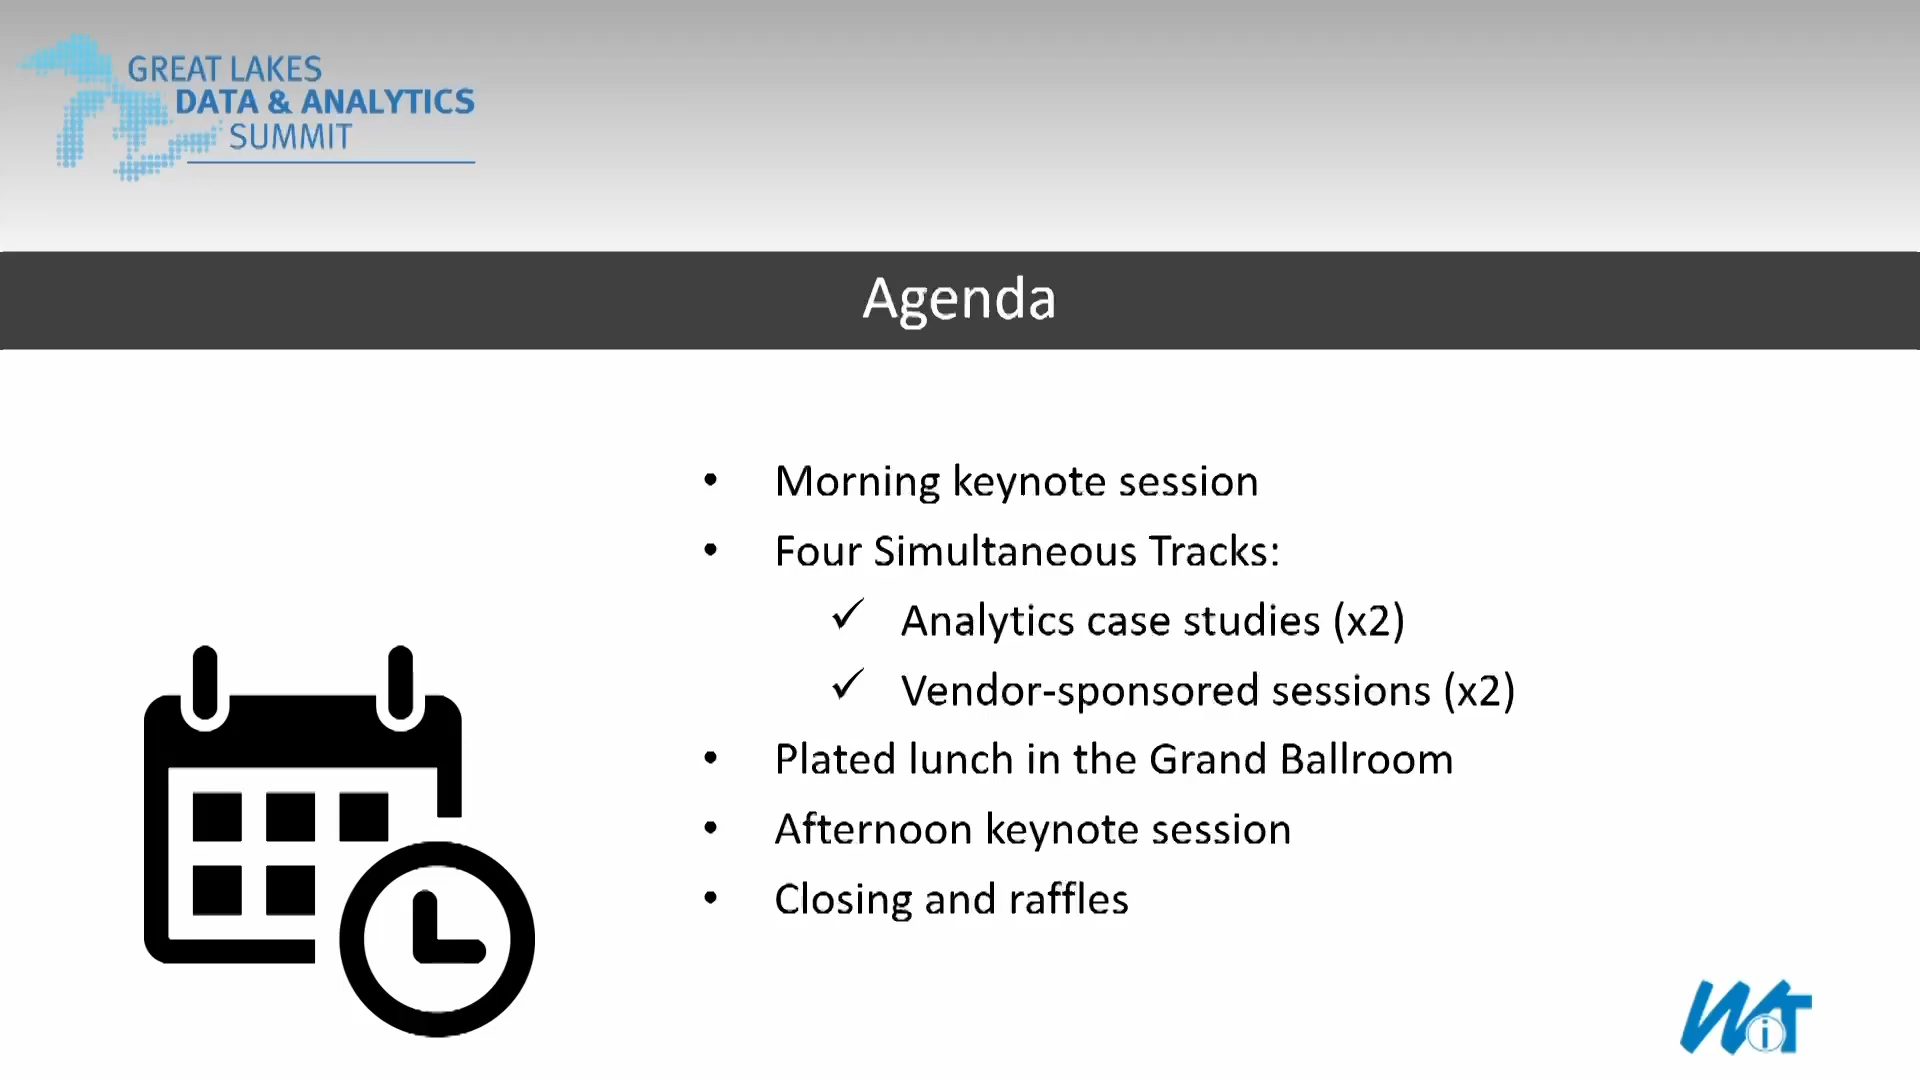 GREAT LAKES
DATA & ANALYTICS
SUMMIT
Agenda
• Morning keynote session
• Four Simultaneous Tracks:
✓ Analytics case studies (x2)
✓ Vendor-sponsored sessions (x2)
• Plated lunch in the Grand Ballroom
• Afternoon keynote session
• Closing and raffles
WiT